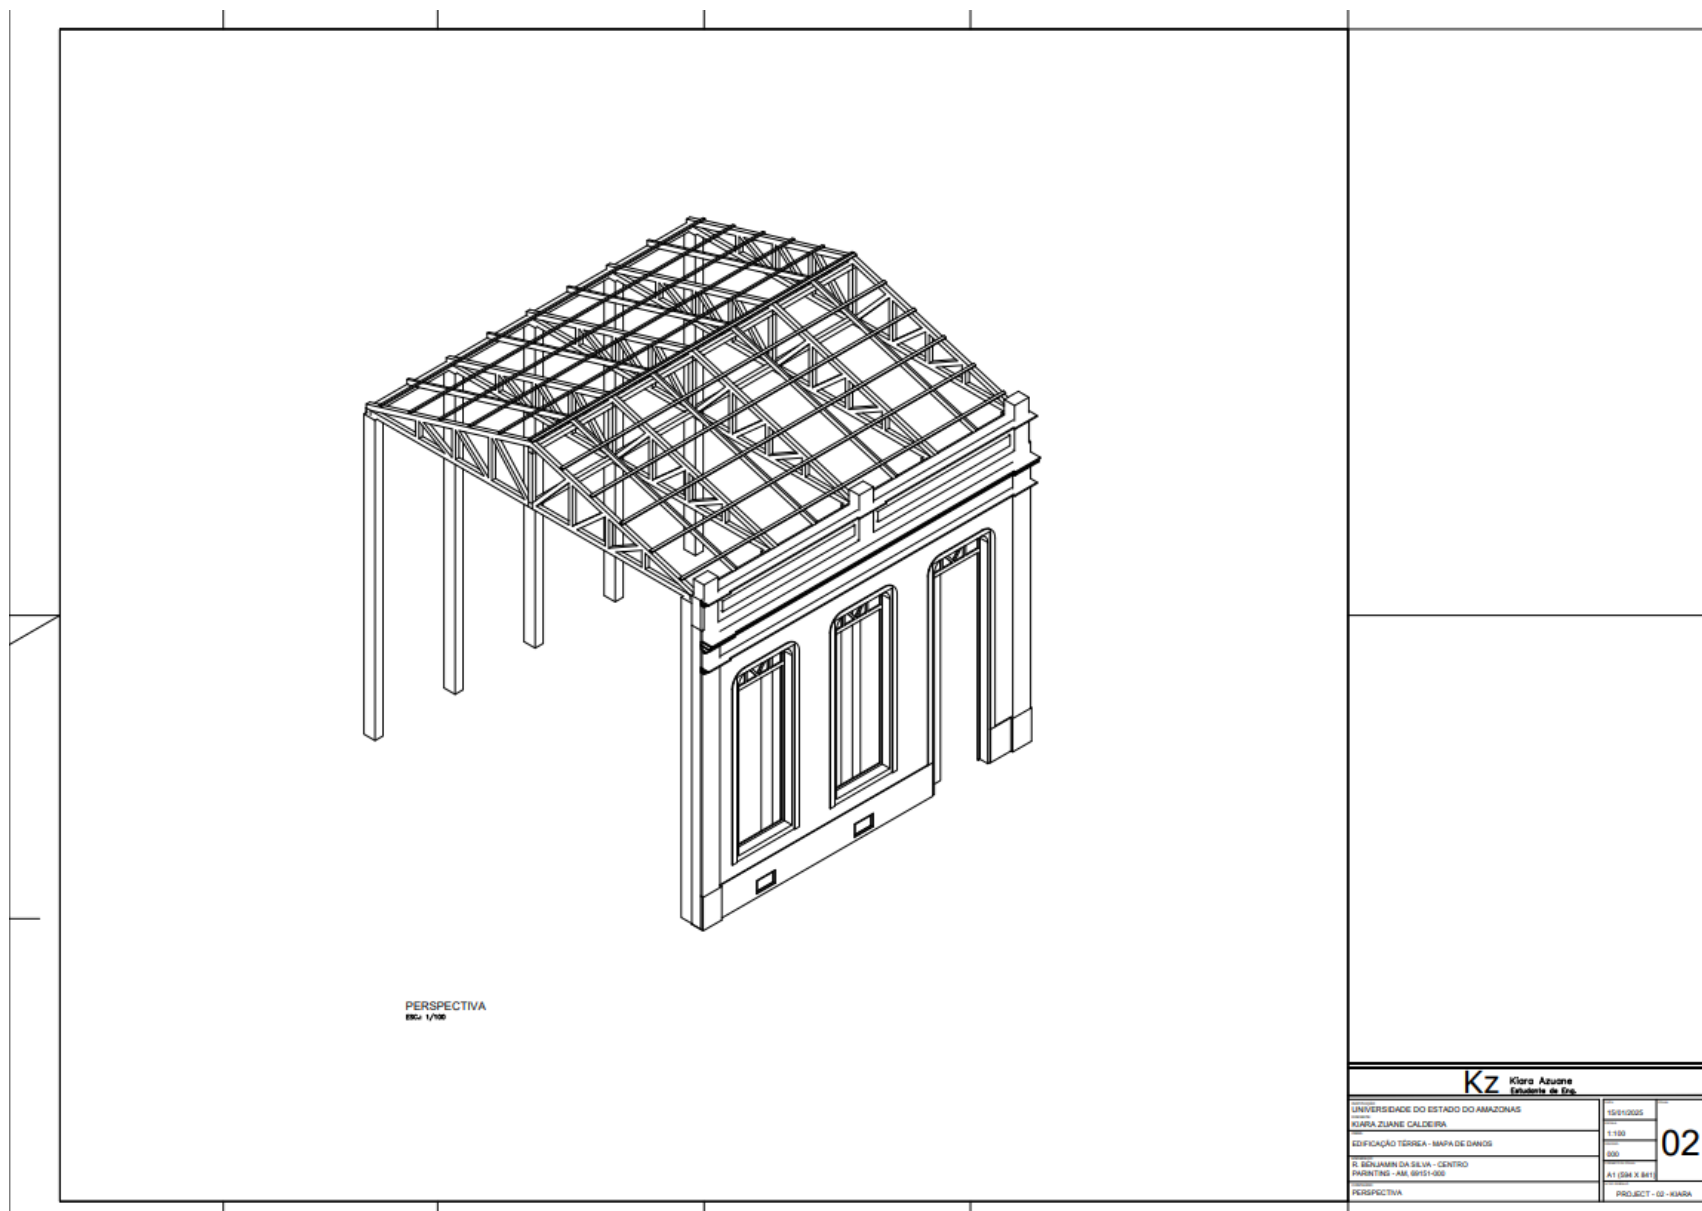 PERSPECTIVA
ESC.: 1/100
Kz Kiara Azuane
Estudante de Eng.
UNIVERSIDADE DO ESTADO DO AMAZONAS
KIARA ZUANE CALDEIRA
EDIFICAÇÃO TÉRREA - MAPA DE DANOS
R. BENJAMIN DA SILVA - CENTRO
PARINTINS - AM, 69151-000
PERSPECTIVA
15/01/2025
1:100
000
A1 (594 X 841)
02
PROJECT - 02 - KIARA